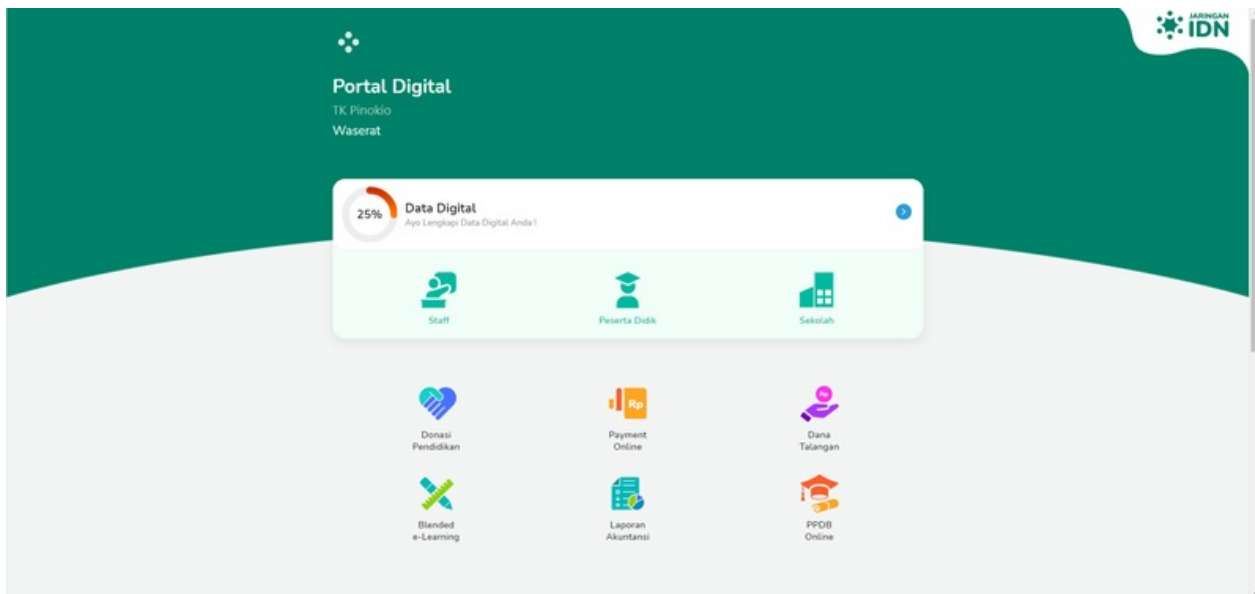 JARINGAN
IDN
Portal Digital
TK Pinokio
Waserat
25%
Data Digital
Ayo Lengkapi Data Digital Anda !
Staff
Peserta Didik
Sekolah
Rp
Rp
Donasi
Pendidikan
Payment
Online
Dana
Talangan
Blended
e-Learning
Laporan
Akuntansi
PPDB
Online